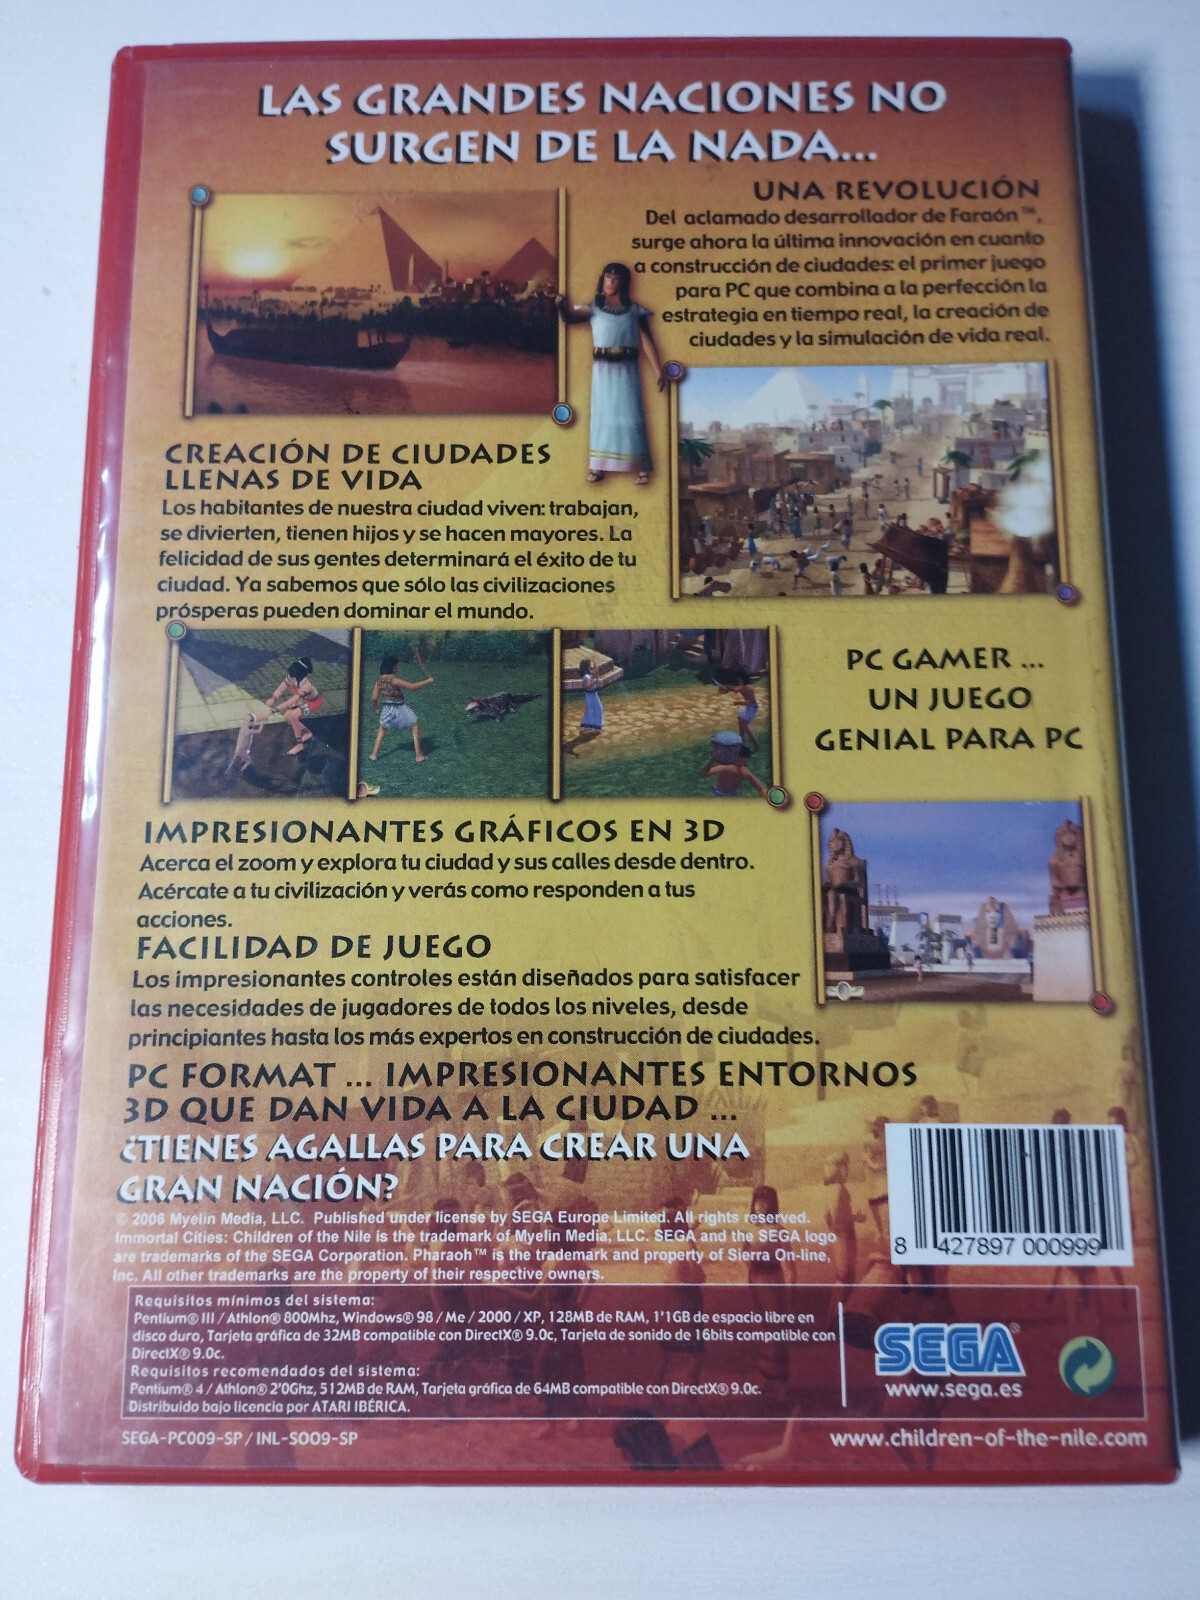 LAS GRANDES NACIONES NO
SURGEN DE LA NADA...
UNA REVOLUCIÓN
Del aclamado desarrollador de Faraón™,
surge ahora la última innovación en cuanto
a construcción de ciudades: el primer juego
para PC que combina a la perfección la
estrategia en tiempo real, la creación de
ciudades y la simulación de vida real.
CREACIÓN DE CIUDADES
LLENAS DE VIDA
Los habitantes de nuestra ciudad viven: trabajan,
se divierten, tienen hijos y se hacen mayores. La
felicidad de sus gentes determinará el éxito de tu
ciudad. Ya sabemos que sólo las civilizaciones
prósperas pueden dominar el mundo.
PC GAMER ...
UN JUEGO
GENIAL PARA PC
IMPRESIONANTES GRÁFICOS EN 3D
Acerca el zoom y explora tu ciudad y sus calles desde dentro.
Acércate a tu civilización y verás como responden a tus
acciones.
FACILIDAD DE JUEGO
Los impresionantes controles están diseñados para satisfacer
las necesidades de jugadores de todos los niveles, desde
principiantes hasta los más expertos en construcción de ciudades.
PC FORMAT ... IMPRESIONANTES ENTORNOS
3D QUE DAN VIDA A LA CIUDAD ...
¿TIENES AGALLAS PARA CREAR UNA
GRAN NACIÓN?
© 2006 Myelin Media, LLC. Published under license by SEGA Europe Limited. All rights reserved.
Immortal Cities: Children of the Nile is the trademark of Myelin Media, LLC. SEGA and the SEGA logo
are trademarks of the SEGA Corporation. Pharaoh™ is the trademark and property of Sierra On-line,
Inc. All other trademarks are the property of their respective owners.
8 427897 000999
Requisitos mínimos del sistema:
Pentium® III / Athlon® 800Mhz, Windows® 98 / Me / 2000 / XP, 128MB de RAM, 1'1GB de espacio libre en
disco duro, Tarjeta gráfica de 32MB compatible con DirectX® 9.0c, Tarjeta de sonido de 16bits compatible con
DirectX® 9.0c.
Requisitos recomendados del sistema:
Pentium® 4 / Athlon® 2'0Ghz, 512MB de RAM, Tarjeta gráfica de 64MB compatible con DirectX® 9.0c.
Distribuido bajo licencia por ATARI IBÉRICA.
SEGA®
www.sega.es
SEGA-PC009-SP / INL-S009-SP
www.children-of-the-nile.com